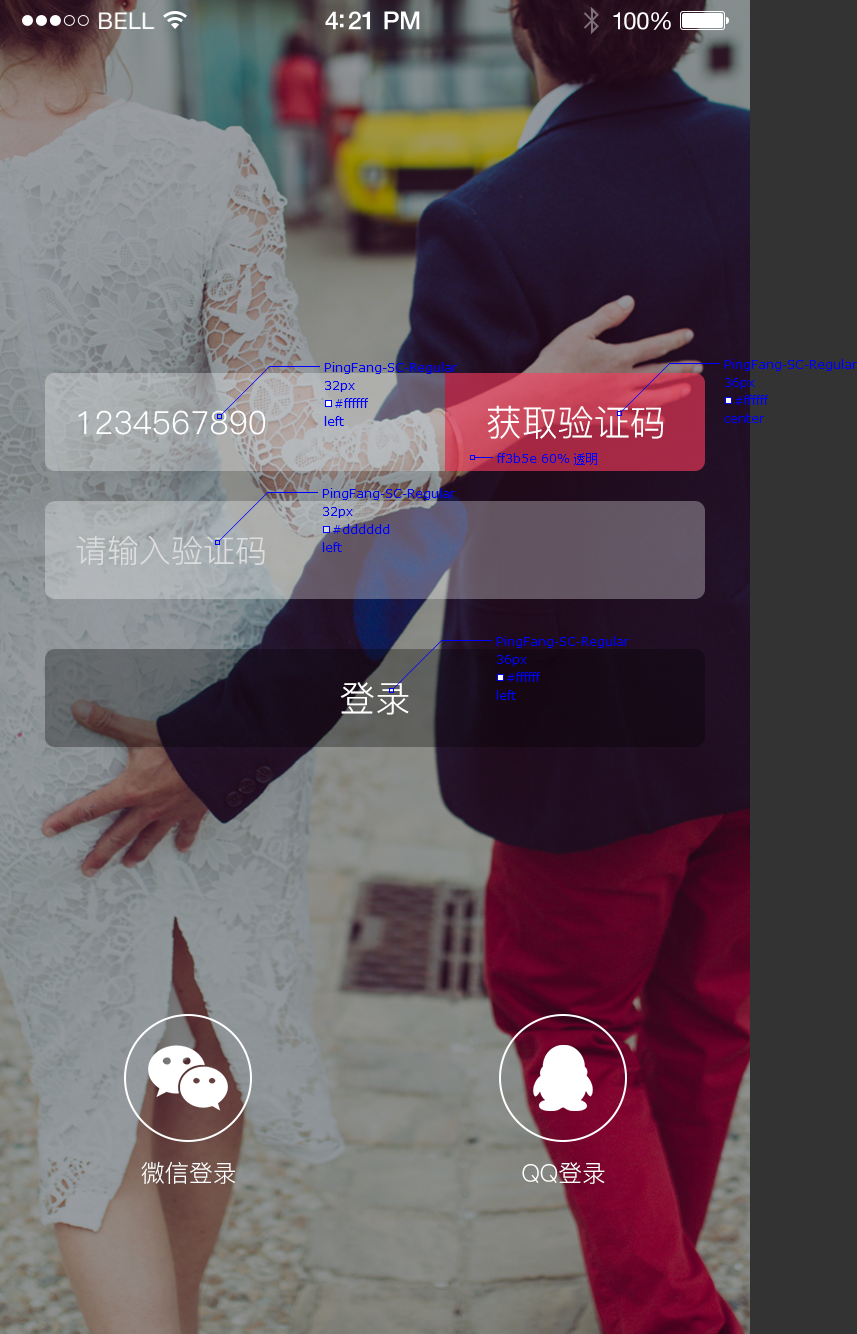 BELL 4:21 PM 100%
PingFang-SC-Regular
32px
#ffffff
left
PingFang-SC-Regular
36px
#ffffff
center
1234567890
获取验证码
ff3b5e 60% 透明
PingFang-SC-Regular
32px
#dddddd
left
请输入验证码
PingFang-SC-Regular
36px
#ffffff
left
登录
微信登录
QQ登录